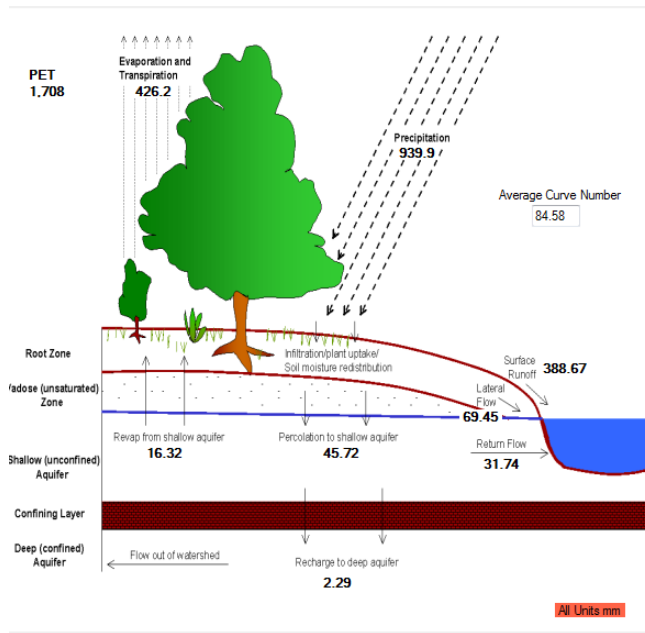 PET
1,708
Evaporation and
Transpiration
426.2
Precipitation
939.9
Average Curve Number
84.58
Root Zone
Infiltration/plant uptake/
Soil moisture redistribution
Surface
Runoff
388.67
Lateral
Flow
69.45
/adose (unsaturated)
Zone
Revap from shallow aquifer
16.32
Percolation to shallow aquifer
45.72
Return Flow
31.74
Shallow (unconfined)
Aquifer
Confining Layer
Deep (confined)
Aquifer
Flow out of watershed
Recharge to deep aquifer
2.29
All Units mm